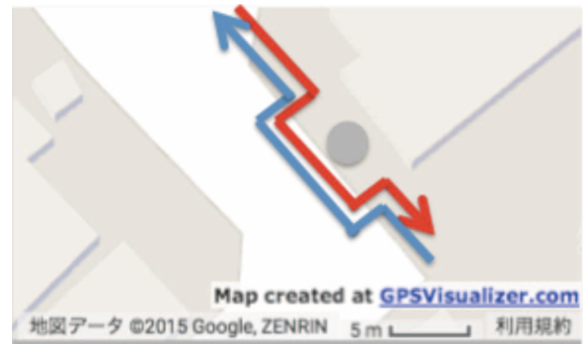 Map created at GPSVisualizer.com
地図データ ©2015 Google, ZENRIN 5 m 利用規約